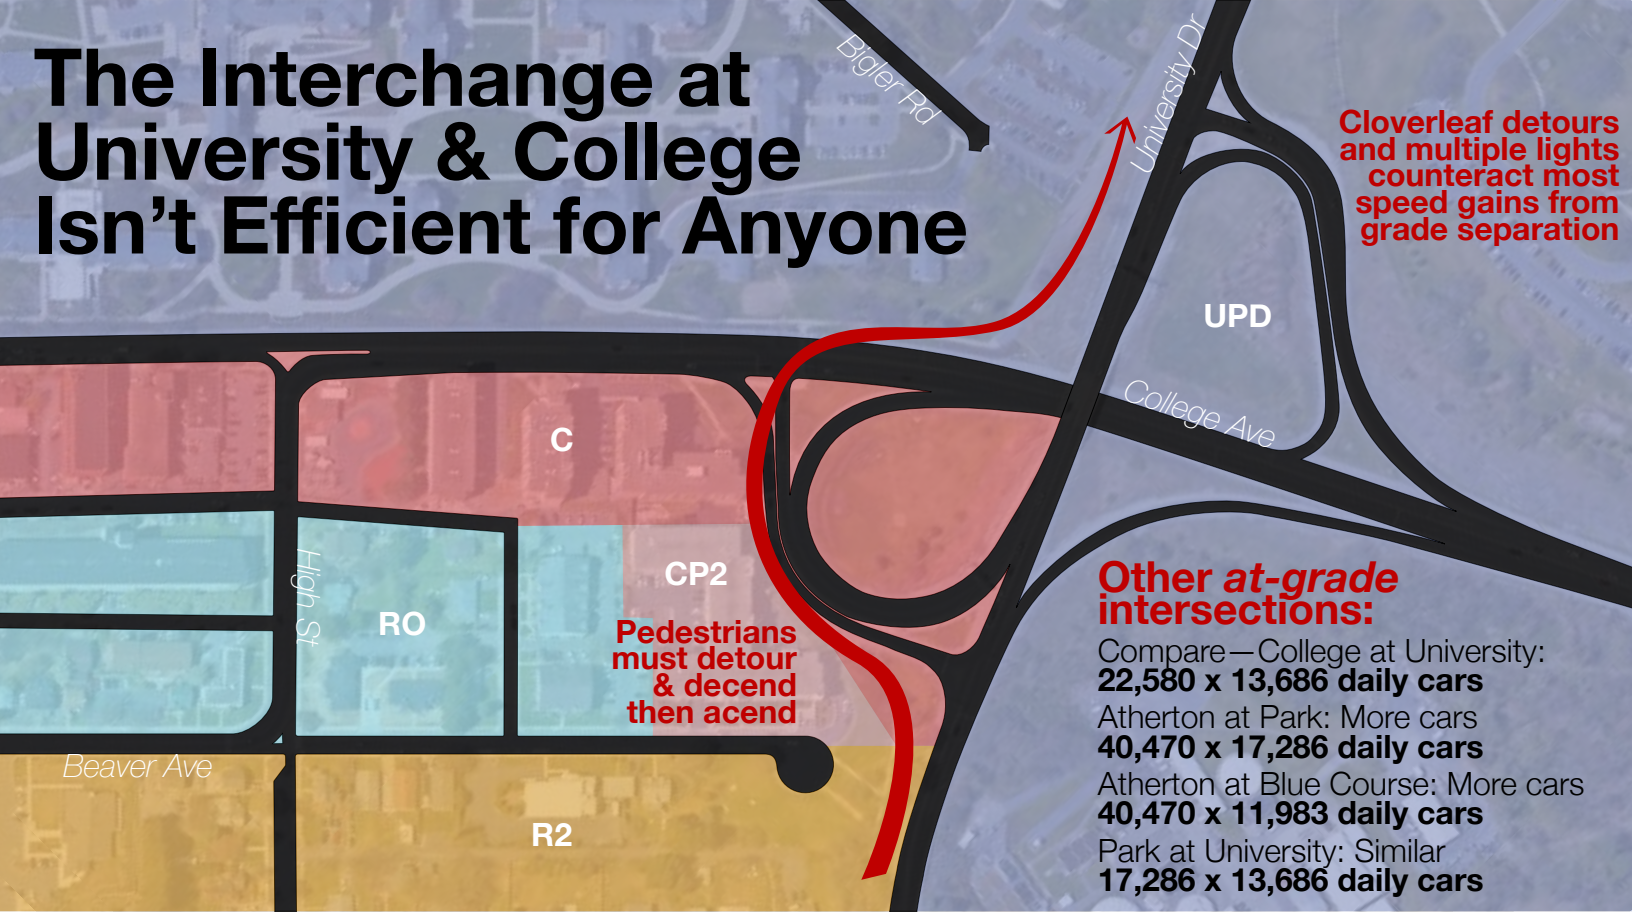 The Interchange at
University & College
Isn't Efficient for Anyone
Bigler Rd
University Dr
Cloverleaf detours
and multiple lights
counteract most
speed gains from
grade separation
UPD
College Ave
C
CP2
High St
RO
Pedestrians
must detour
& decend
then acend
Beaver Ave
R2
Other at-grade
intersections:
Compare—College at University:
22,580 x 13,686 daily cars
Atherton at Park: More cars
40,470 x 17,286 daily cars
Atherton at Blue Course: More cars
40,470 x 11,983 daily cars
Park at University: Similar
17,286 x 13,686 daily cars